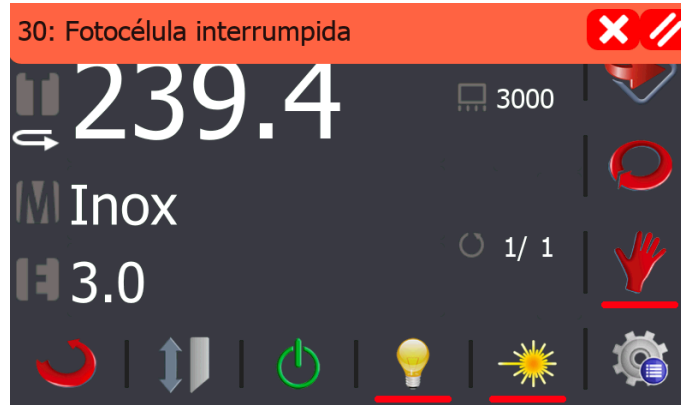 30: Fotocélula interrumpida
239.4
3000
M Inox
1/ 1
E 3.0